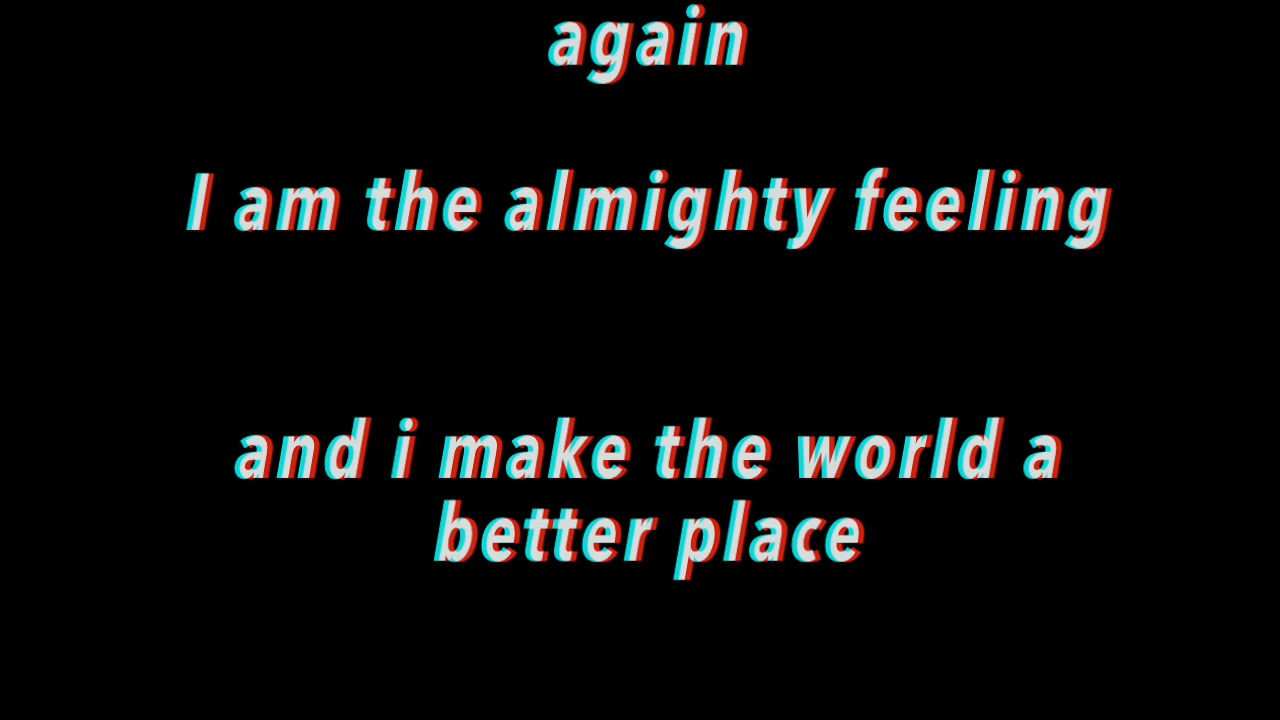 again
I am the almighty feeling
and i make the world a
better place